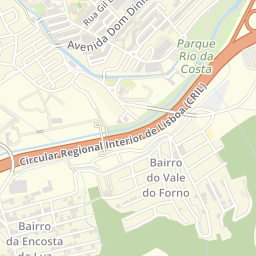 Rua Gil
Avenida Dom Dini
Parque
Rio da
Costa
Circular Regional Interior de Lisboa (CRIL)
Bairro
do Vale
do Forno
Bairro
da Encosta
da Luz